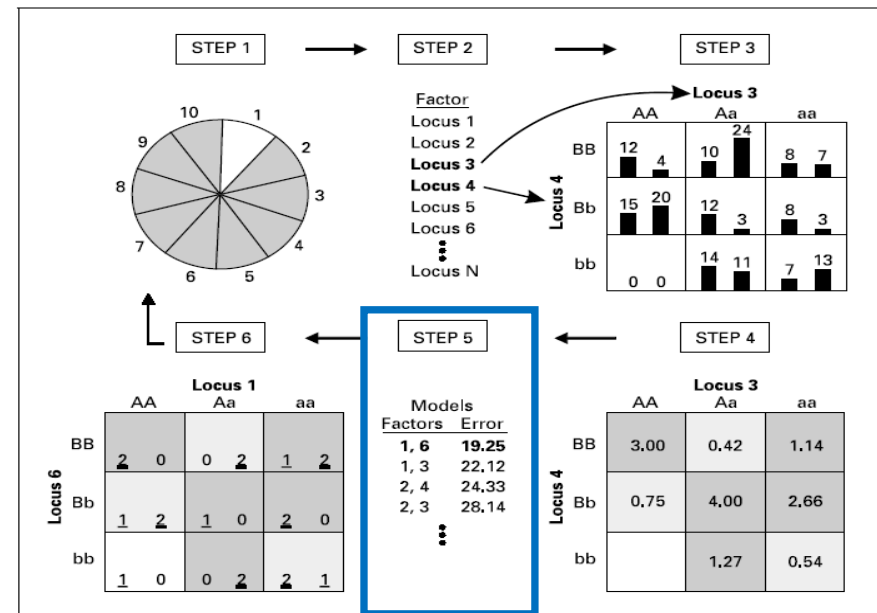 STEP 1
STEP 2
STEP 3
10 1
9 2
8 3
7 4
6 5
Factor
Locus 1
Locus 2
Locus 3
Locus 4
Locus 5
Locus 6
Locus N
Locus 3
AA Aa aa
Locus 4
BB 12 4 10 24 8 7
Bb 15 20 12 3 8 3
bb 0 0 14 11 7 13
STEP 6
STEP 5
STEP 4
Locus 1
AA Aa aa
Locus 6
BB 2 0 0 2 1 2
Bb 1 2 1 0 2 0
bb 1 0 0 2 2 1
Models
Factors Error
1, 6 19.25
1, 3 22.12
2, 4 24.33
2, 3 28.14
Locus 3
AA Aa aa
Locus 4
BB 3.00 0.42 1.14
Bb 0.75 4.00 2.66
bb 1.27 0.54